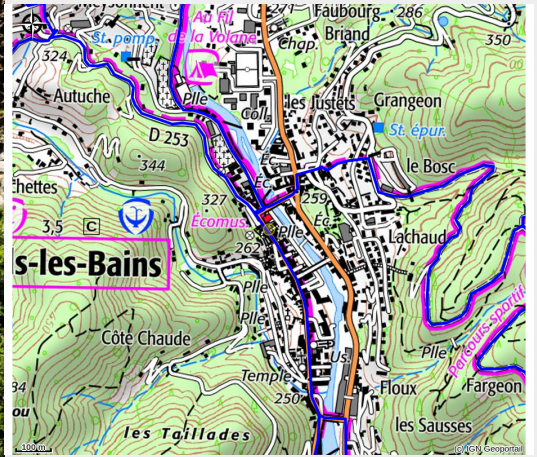 271
Faubourg
286
Au Fil
Briand
St. pomp.
de la Volane
Chap.
350
324
Autuche
Plle
Coll.
les Justets
Grangeon
D 253
St. épur.
344
Éc.
le Bosc
chettes
Éc.
327
259
3,5
C
Écomus.
Éc.
Plle
Lachaud
262
s-les-Bains
Plle
Parcours sportif
Plle
Côte Chaude
Us.
Plle
Temple
Floux
Fargeon
84
250
ou
les Sausses
les Taillades
100 m
(c) IGN Geoportail